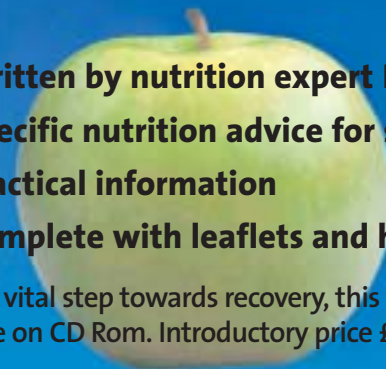 ritten by nutrition expert
ecific nutrition advice for
actical information
mplete with leaflets and
vital step towards recovery, this
e on CD Rom. Introductory price £